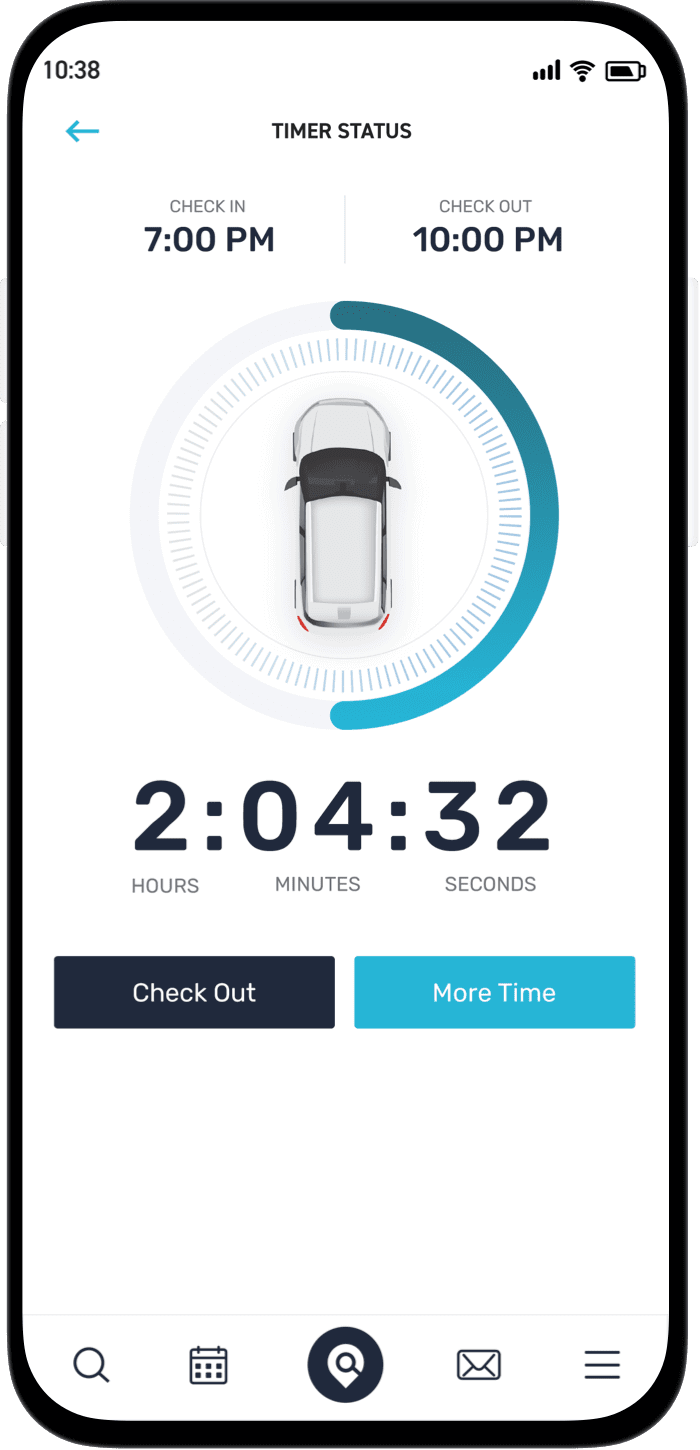 10:38
TIMER STATUS
CHECK IN
CHECK OUT
7:00 PM
10:00 PM
2:04:32
HOURS MINUTES SECONDS
Check Out
More Time